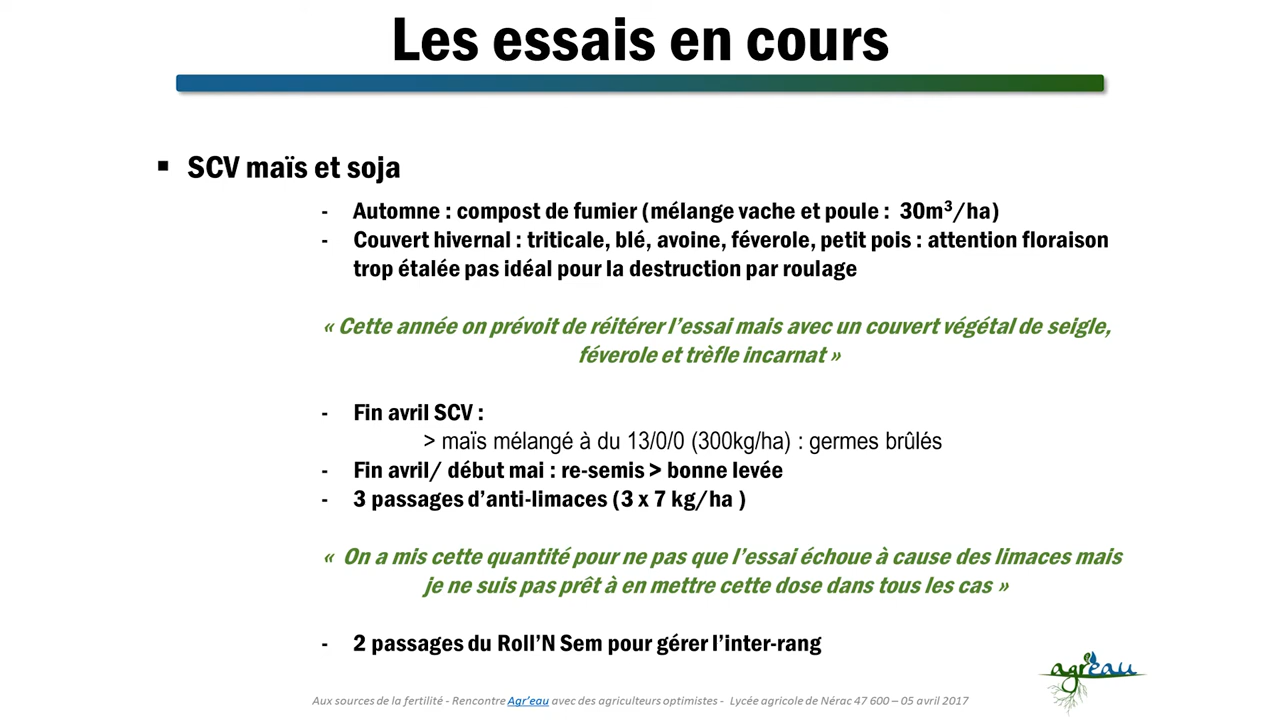 Les essais en cours
▪ SCV maïs et soja
- Automne : compost de fumier (mélange vache et poule : 30m³/ha)
- Couvert hivernal : triticale, blé, avoine, féverole, petit pois : attention floraison
trop étalée pas idéal pour la destruction par roulage
« Cette année on prévoit de réitérer l'essai mais avec un couvert végétal de seigle,
féverole et trèfle incarnat »
- Fin avril SCV :
> maïs mélangé à du 13/0/0 (300kg/ha) : germes brûlés
- Fin avril/ début mai : re-semis > bonne levée
- 3 passages d'anti-limaces (3 x 7 kg/ha )
« On a mis cette quantité pour ne pas que l'essai échoue à cause des limaces mais
je ne suis pas prêt à en mettre cette dose dans tous les cas »
- 2 passages du Roll'N Sem pour gérer l'inter-rang
agr'eau
Aux sources de la fertilité - Rencontre Agr'eau avec des agriculteurs optimistes - Lycée agricole de Nérac 47 600 – 05 avril 2017